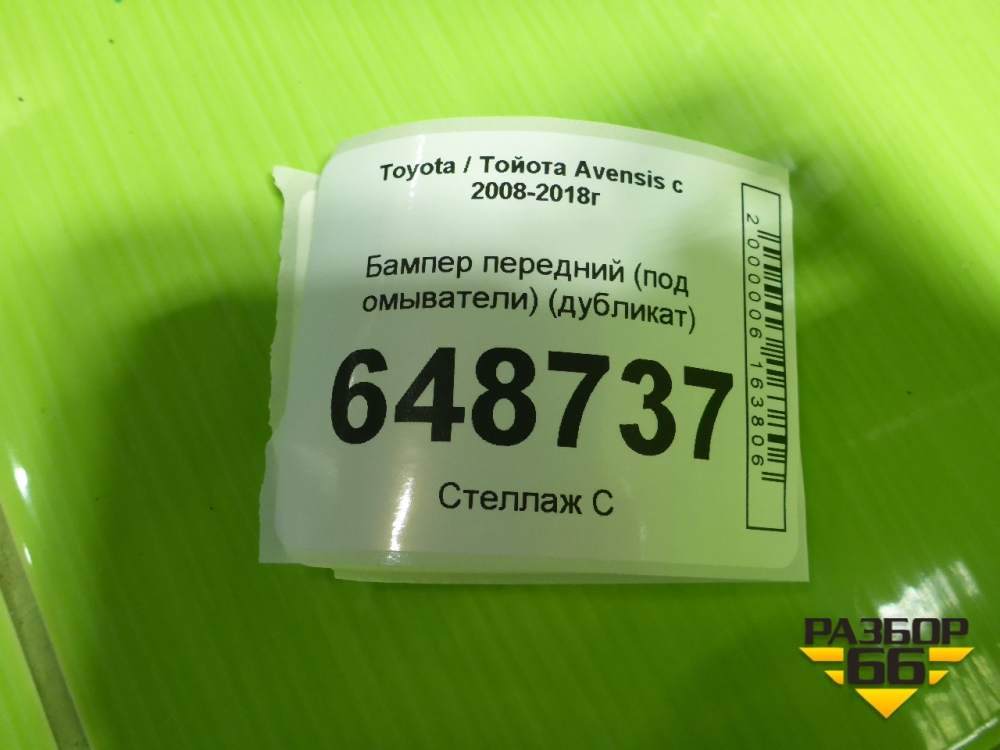 Toyota / Тойота Avensis с
2008-2018г
Бампер передний (под
омыватели) (дубликат)
648737
Стеллаж С
2000006163806
РАЗБОР
66